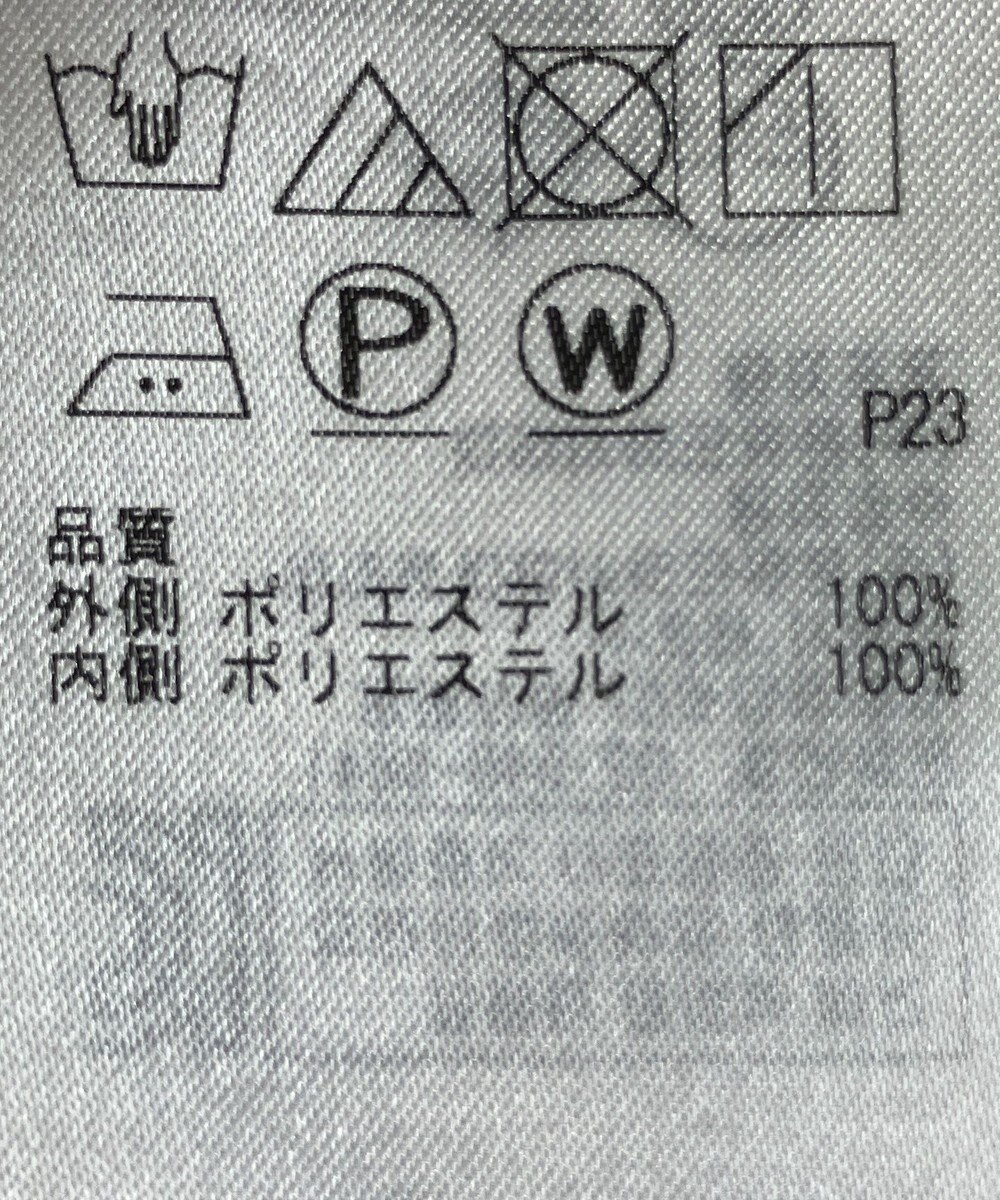 P W P23
品質
外側 ポリエステル 100%
内側 ポリエステル 100%